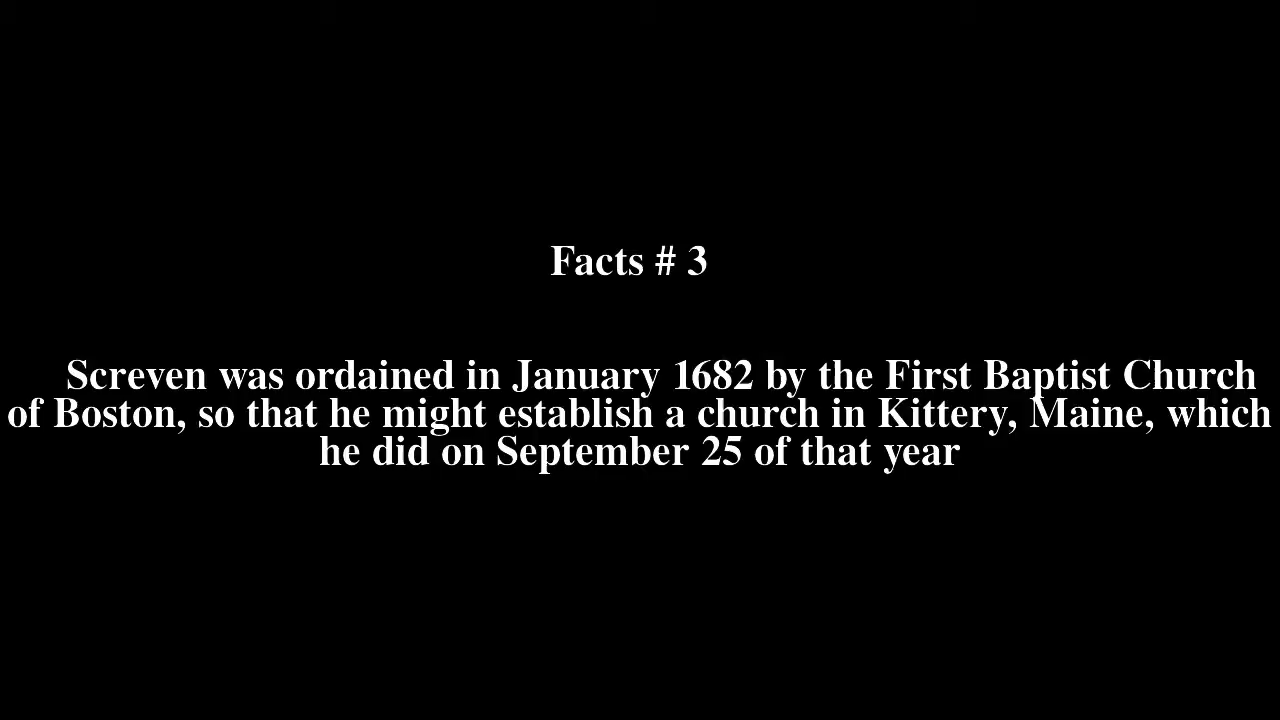 Facts # 3
Screven was ordained in January 1682 by the First Baptist Church
of Boston, so that he might establish a church in Kittery, Maine, which
he did on September 25 of that year